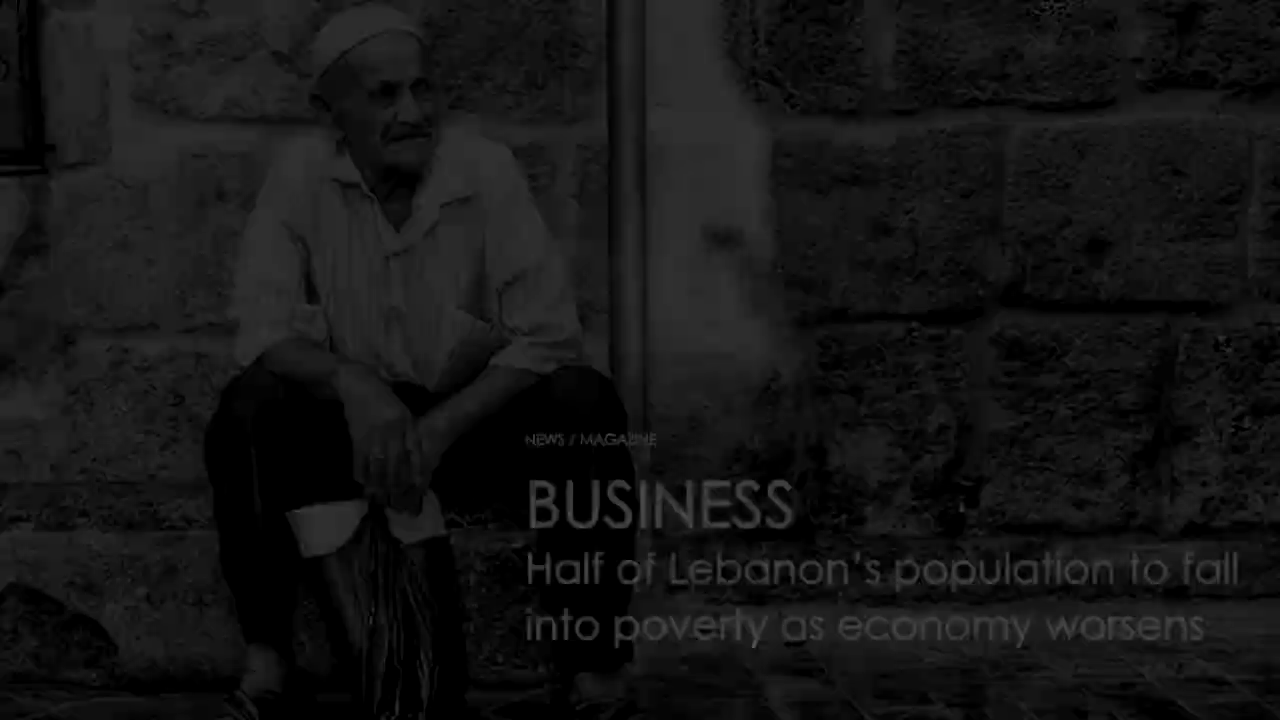 NEWS / MAGAZINE
BUSINESS
Half of Lebanon's population to fall
into poverty as economy worsens